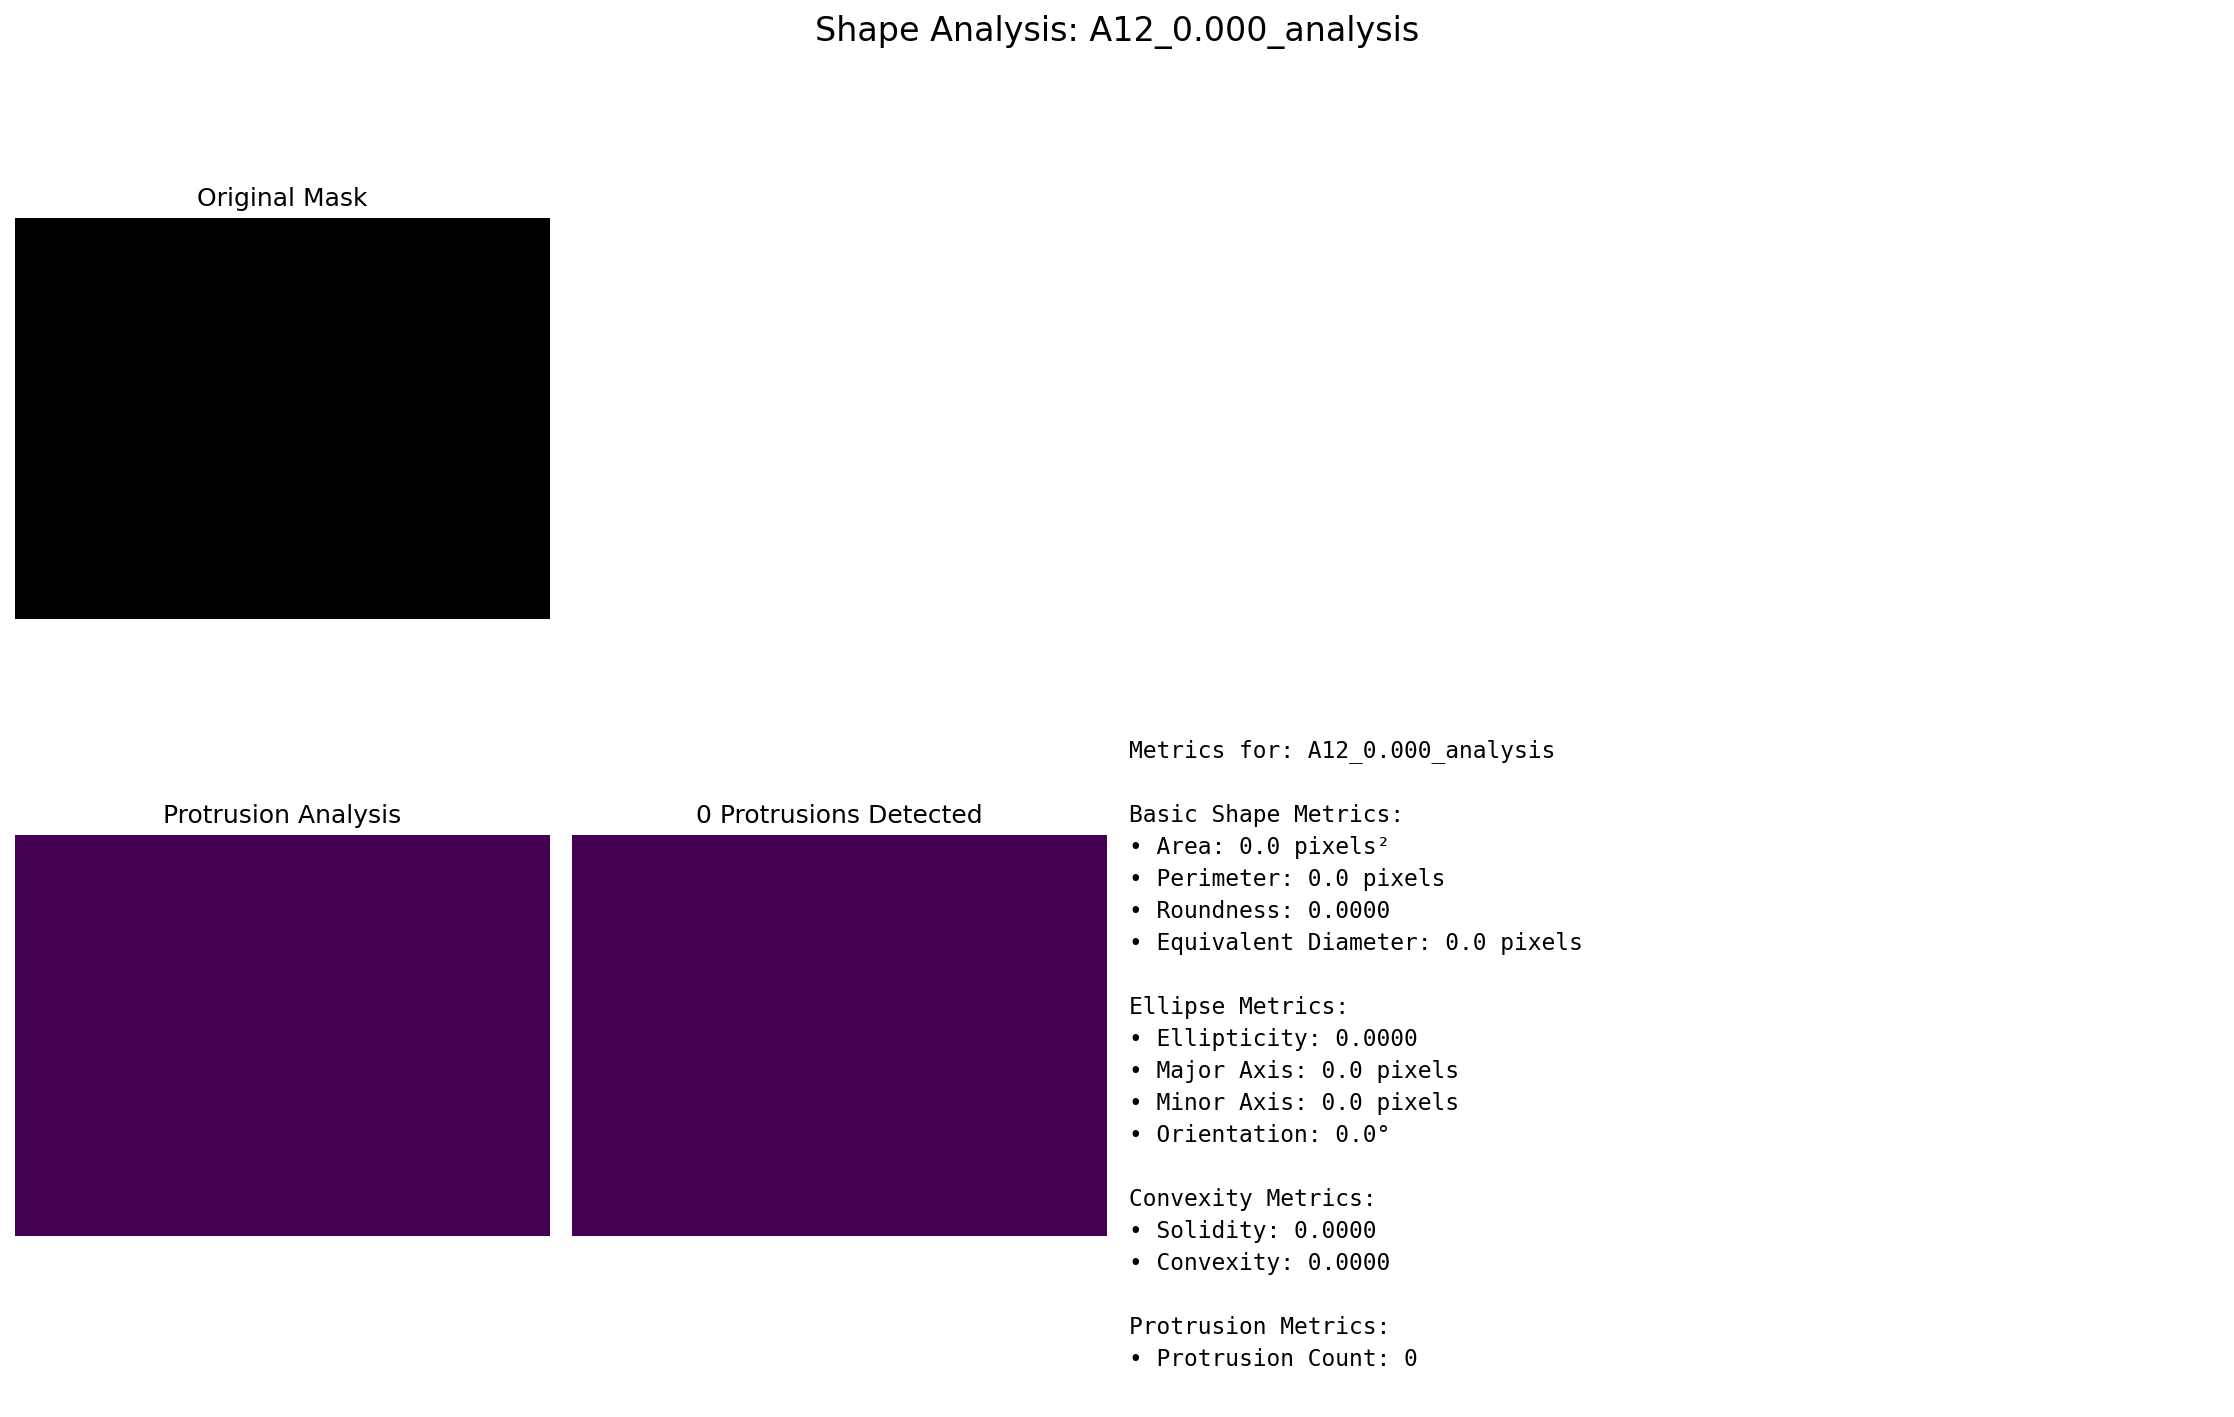 Shape Analysis: A12_0.000_analysis
Original Mask
Protrusion Analysis
0 Protrusions Detected
Metrics for: A12_0.000_analysis
Basic Shape Metrics:
• Area: 0.0 pixels²
• Perimeter: 0.0 pixels
• Roundness: 0.0000
• Equivalent Diameter: 0.0 pixels
Ellipse Metrics:
• Ellipticity: 0.0000
• Major Axis: 0.0 pixels
• Minor Axis: 0.0 pixels
• Orientation: 0.0°
Convexity Metrics:
• Solidity: 0.0000
• Convexity: 0.0000
Protrusion Metrics:
• Protrusion Count: 0